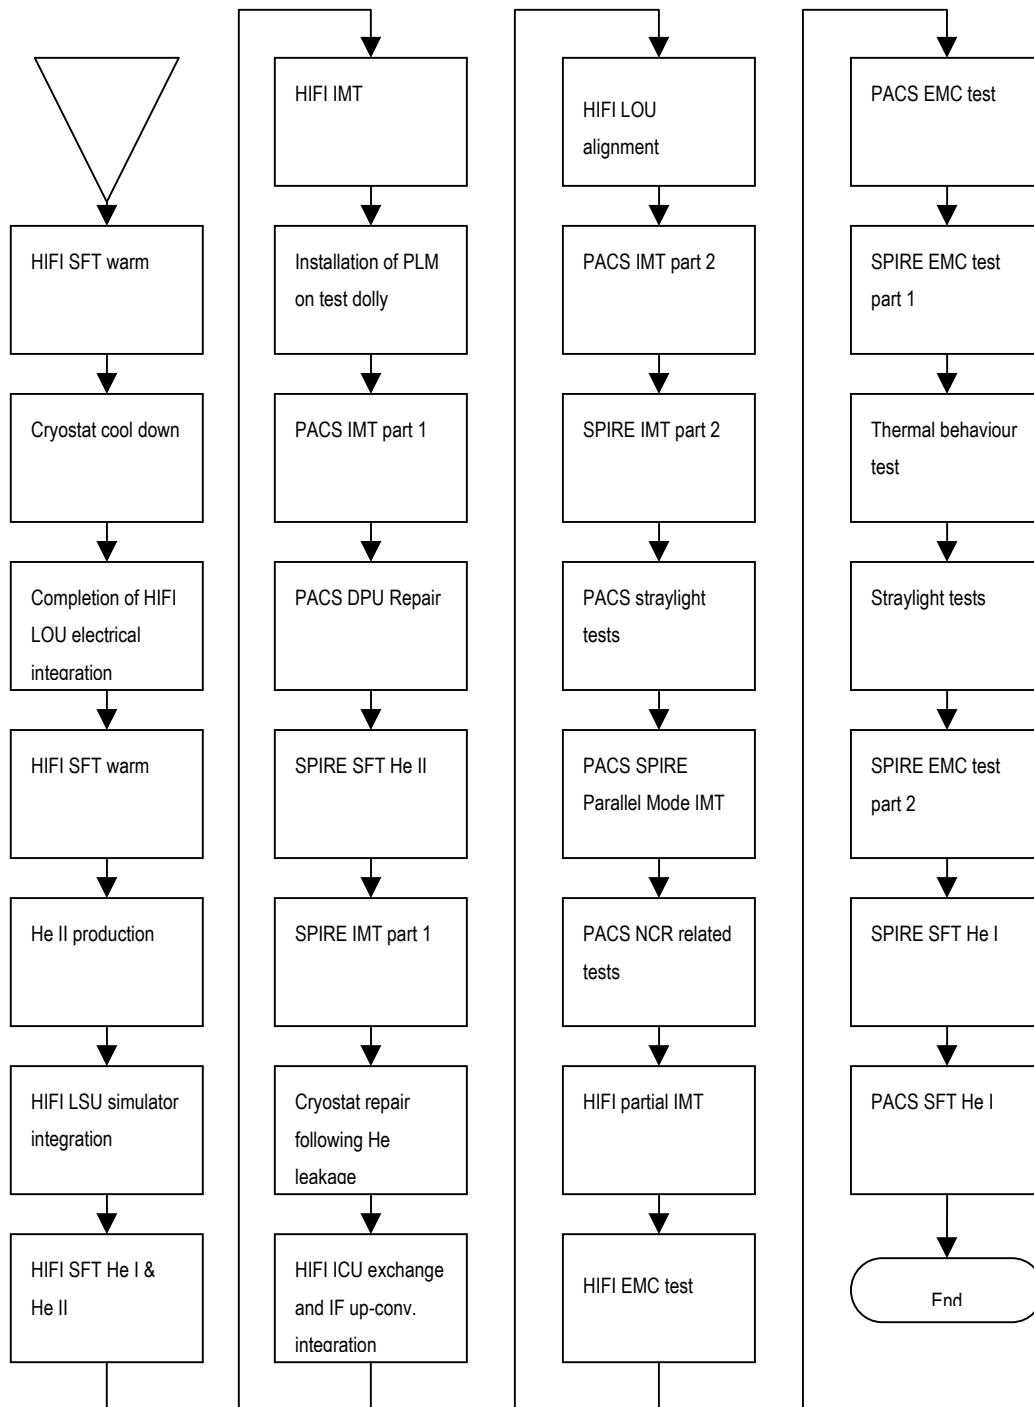 HIFI SFT warm
Cryostat cool down
Completion of HIFI
LOU electrical
integration
HIFI SFT warm
He II production
HIFI LSU simulator
integration
HIFI SFT He I &
He II
HIFI IMT
Installation of PLM
on test dolly
PACS IMT part 1
PACS DPU Repair
SPIRE SFT He II
SPIRE IMT part 1
Cryostat repair
following He
leakage
HIFI ICU exchange
and IF up-conv.
integration
HIFI LOU
alignment
PACS IMT part 2
SPIRE IMT part 2
PACS straylight
tests
PACS SPIRE
Parallel Mode IMT
PACS NCR related
tests
HIFI partial IMT
HIFI EMC test
PACS EMC test
SPIRE EMC test
part 1
Thermal behaviour
test
Straylight tests
SPIRE EMC test
part 2
SPIRE SFT He I
PACS SFT He I
End